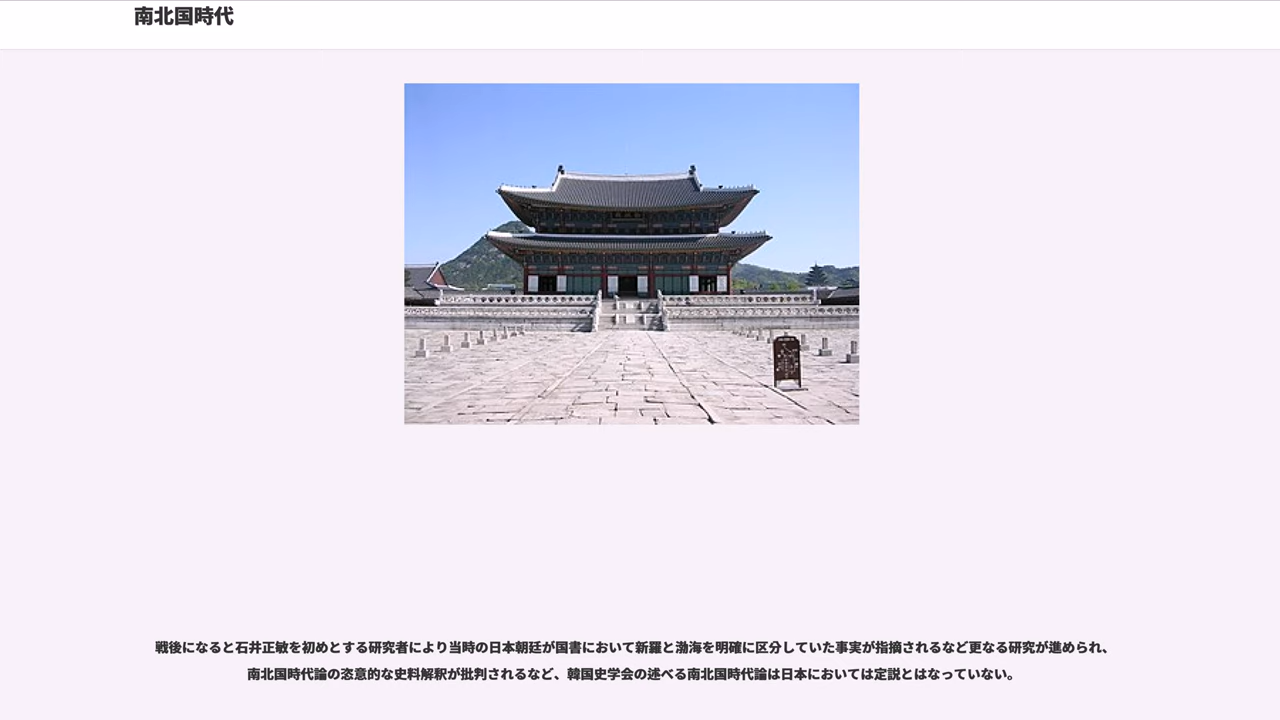 南北国時代
戦後になると石井正敏を初めとする研究者により当時の日本朝廷が国書において新羅と渤海を明確に区分していた事実が指摘されるなど更なる研究が進められ、
南北国時代論の恣意的な史料解釈が批判されるなど、韓国史学会の述べる南北国時代論は日本においては定説とはなっていない。